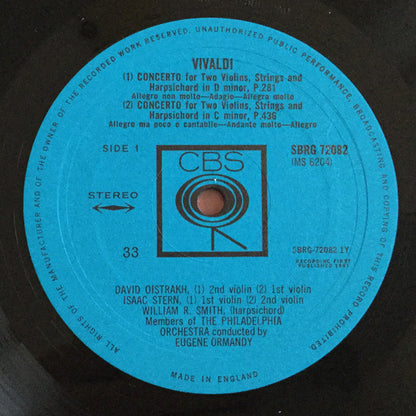 ALL RIGHTS OF THE MANUFACTURER AND OF THE OWNER OF THE RECORDED WORK RESERVED. UNAUTHORIZED PUBLIC PERFORMANCE, BROADCASTING AND COPYING OF THIS RECORD PROHIBITED.
VIVALDI
(1) CONCERTO for Two Violins, Strings and
Harpsichord in D minor, P.281
Allegro non molto—Adagio—Allegro molto
(2) CONCERTO for Two Violins, Strings and
Harpsichord in C minor, P.436
Allegro ma poco e cantabile—Andante molto—Allegro
SIDE 1
SBRG 72082
(MS 6204)
CBS
STEREO
33
SBRG-72082 1Y
RECORDING FIRST
PUBLISHED 1961
DAVID OISTRAKH, (1) 2nd violin (2) 1st violin
ISAAC STERN, (1) 1st violin (2) 2nd violin
WILLIAM R. SMITH, (harpsichord)
Members of THE PHILADELPHIA
ORCHESTRA conducted by
EUGENE ORMANDY
MADE IN ENGLAND